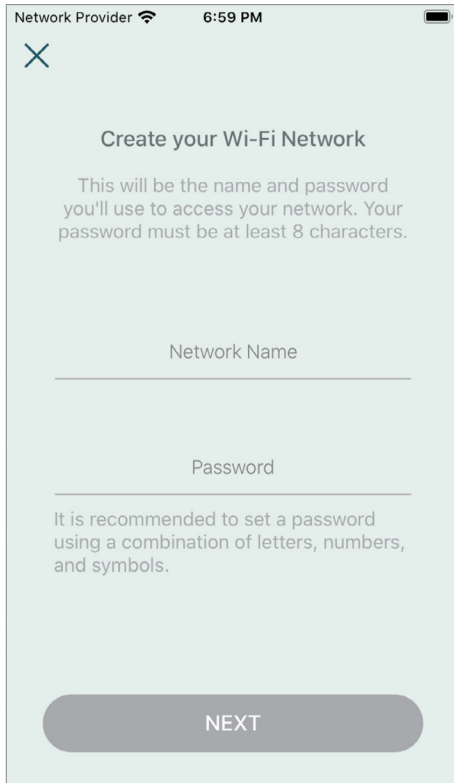 Network Provider 6:59 PM
Create your Wi-Fi Network
This will be the name and password
you'll use to access your network. Your
password must be at least 8 characters.
Network Name
Password
It is recommended to set a password
using a combination of letters, numbers,
and symbols.
NEXT